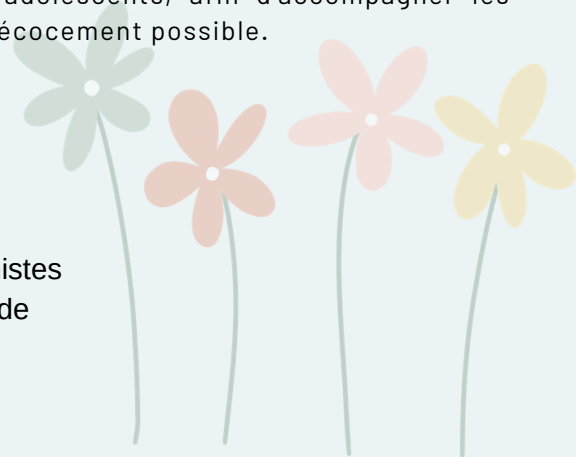 adolescents, afin d'accompagner les
écocement possible.
istes
de